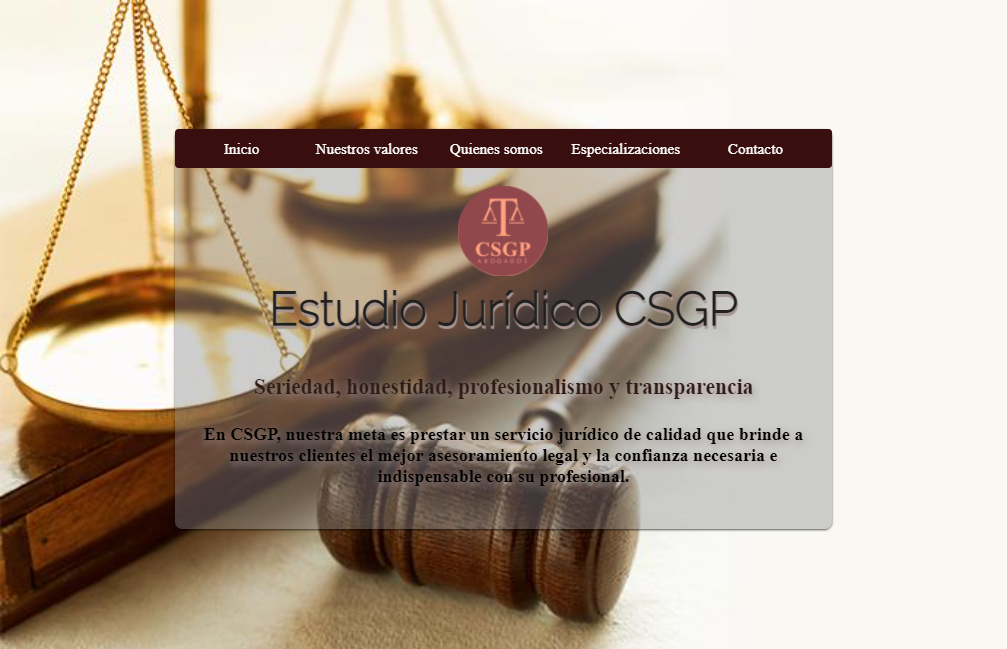 Inicio Nuestros valores Quienes somos Especializaciones Contacto
CSGP
ABOGADOS
Estudio Jurídico CSGP
Seriedad, honestidad, profesionalismo y transparencia
En CSGP, nuestra meta es prestar un servicio jurídico de calidad que brinde a
nuestros clientes el mejor asesoramiento legal y la confianza necesaria e
indispensable con su profesional.